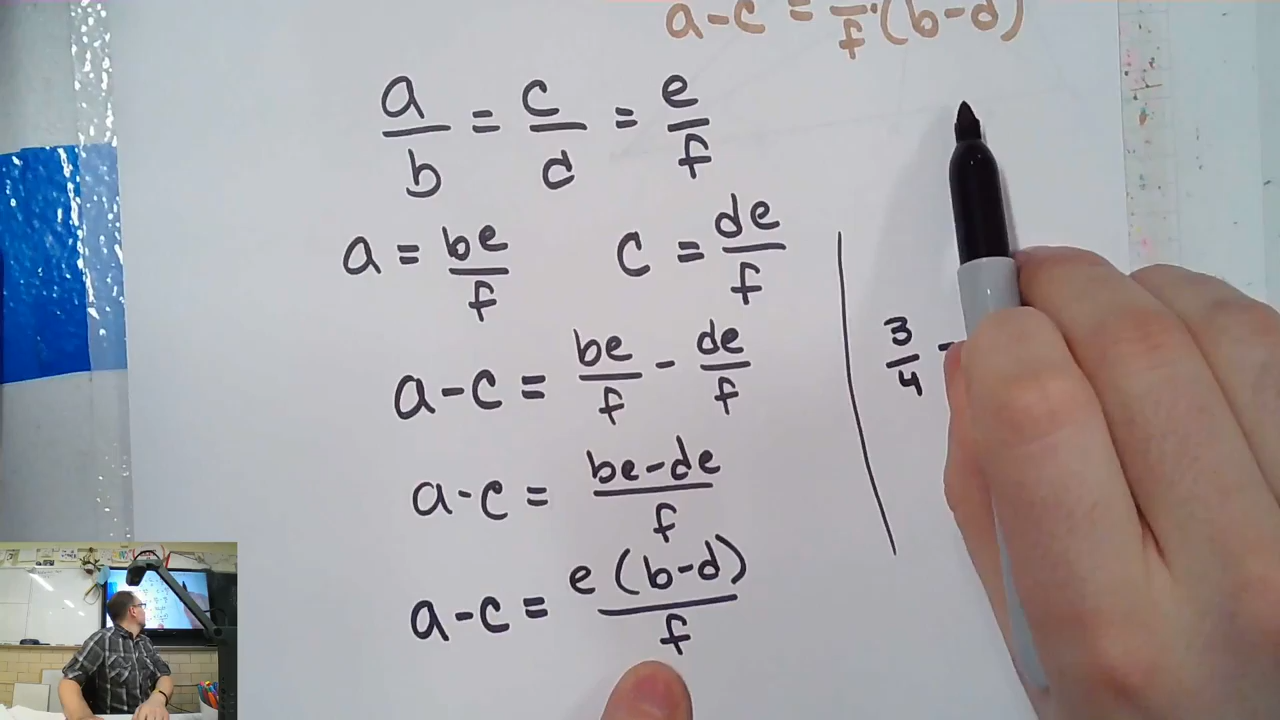 a-c = /f·(b-d)
a/b = c/d = e/f
a = be/f
c = de/f
a-c = be/f - de/f
a-c = be-de/f
a-c = e(b-d)/f
3/4